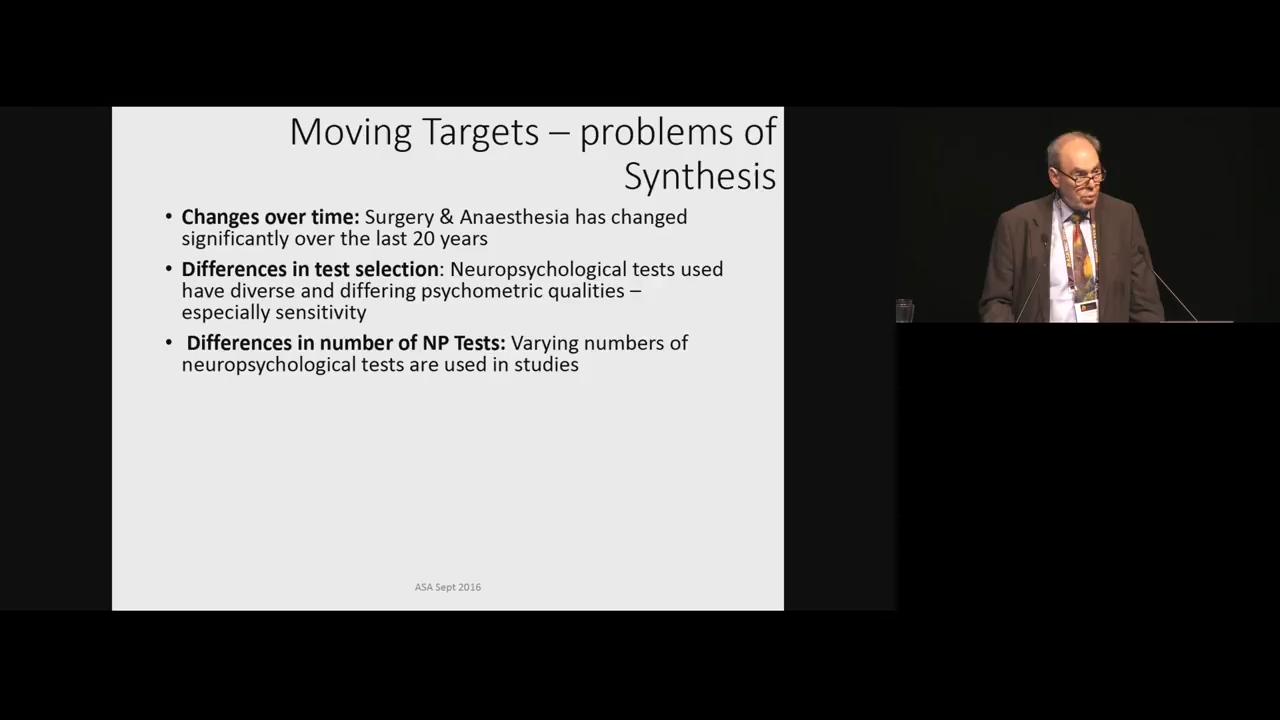 Moving Targets – problems of
Synthesis
• Changes over time: Surgery & Anaesthesia has changed
significantly over the last 20 years
• Differences in test selection: Neuropsychological tests used
have diverse and differing psychometric qualities –
especially sensitivity
• Differences in number of NP Tests: Varying numbers of
neuropsychological tests are used in studies
ASA Sept 2016